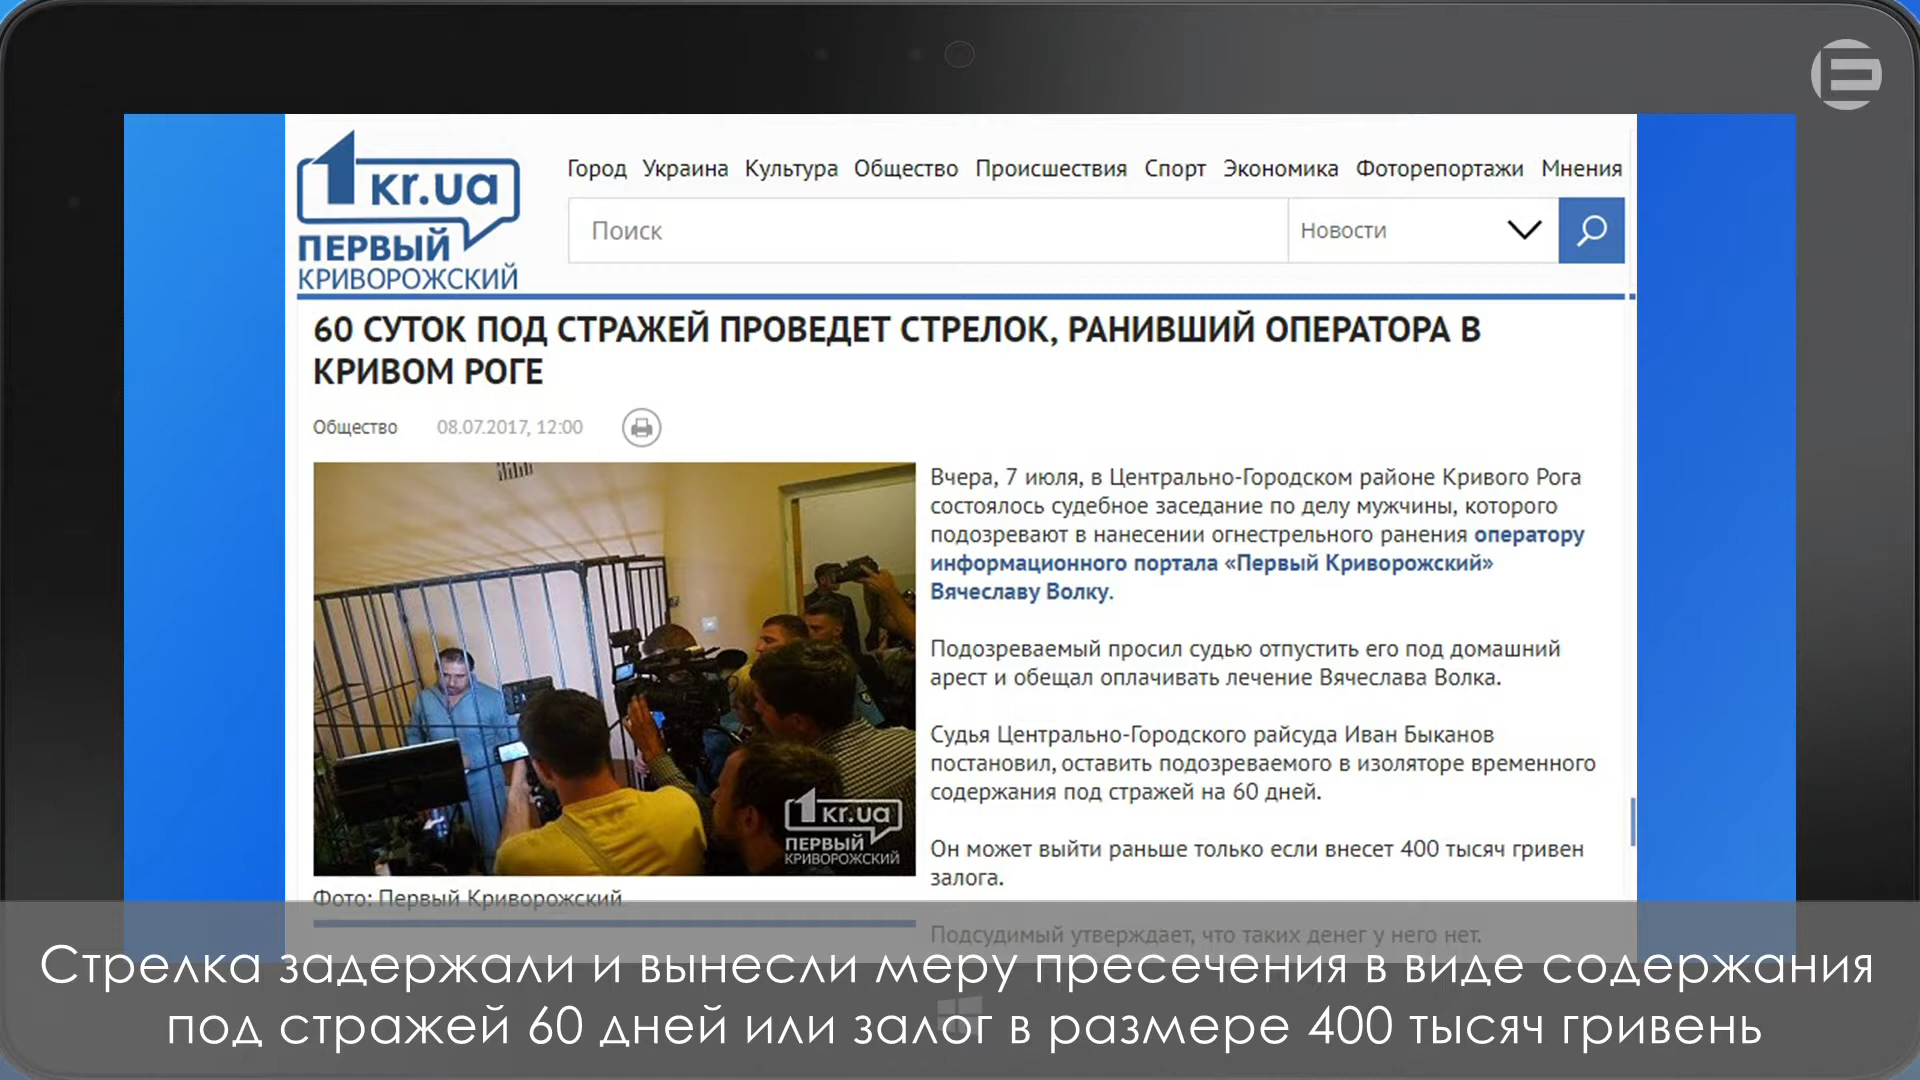 1kr.ua
ПЕРВЫЙ
КРИВОРОЖСКИЙ
Город Украина Культура Общество Происшествия Спорт Экономика Фоторепортажи Мнения
Поиск
Новости
60 СУТОК ПОД СТРАЖЕЙ ПРОВЕДЕТ СТРЕЛОК, РАНИВШИЙ ОПЕРАТОРА В
КРИВОМ РОГЕ
Общество 08.07.2017, 12:00
1kr.ua
ПЕРВЫЙ
КРИВОРОЖСКИЙ
Фото: Первый Криворожский
Вчера, 7 июля, в Центрально-Городском районе Кривого Рога
состоялось судебное заседание по делу мужчины, которого
подозревают в нанесении огнестрельного ранения оператору
информационного портала «Первый Криворожский»
Вячеславу Волку.
Подозреваемый просил судью отпустить его под домашний
арест и обещал оплачивать лечение Вячеслава Волка.
Судья Центрально-Городского райсуда Иван Быканов
постановил, оставить подозреваемого в изоляторе временного
содержания под стражей на 60 дней.
Он может выйти раньше только если внесет 400 тысяч гривен
залога.
Подсудимый утверждает, что таких денег у него нет.
Стрелка задержали и вынесли меру пресечения в виде содержания
под стражей 60 дней или залог в размере 400 тысяч гривень